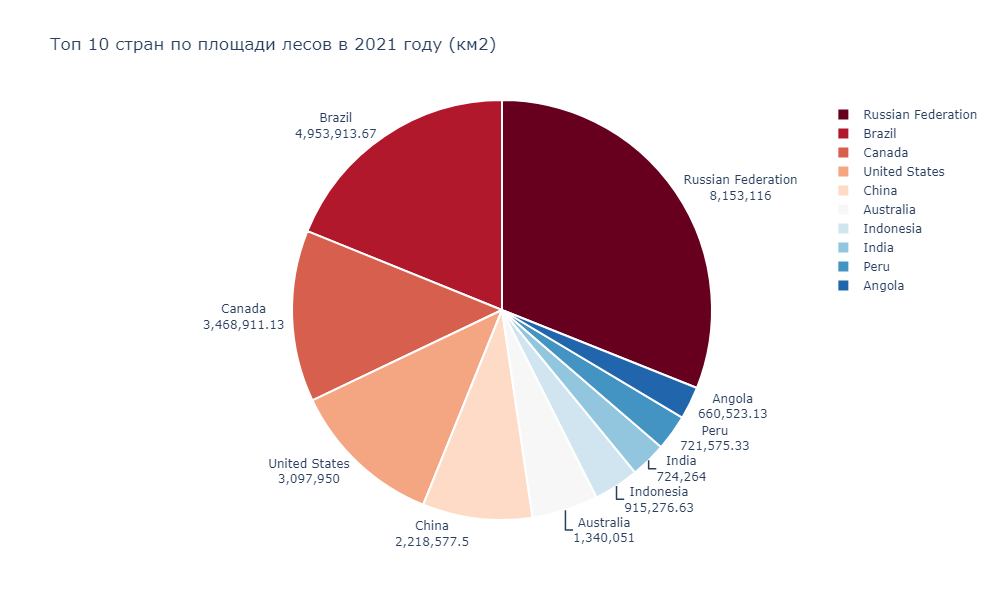 Топ 10 стран по площади лесов в 2021 году (км2)
Brazil
4,953,913.67
Russian Federation
8,153,116
Canada
3,468,911.13
United States
3,097,950
China
2,218,577.5
Australia
1,340,051
Indonesia
915,276.63
India
724,264
Peru
721,575.33
Angola
660,523.13
Russian Federation
Brazil
Canada
United States
China
Australia
Indonesia
India
Peru
Angola